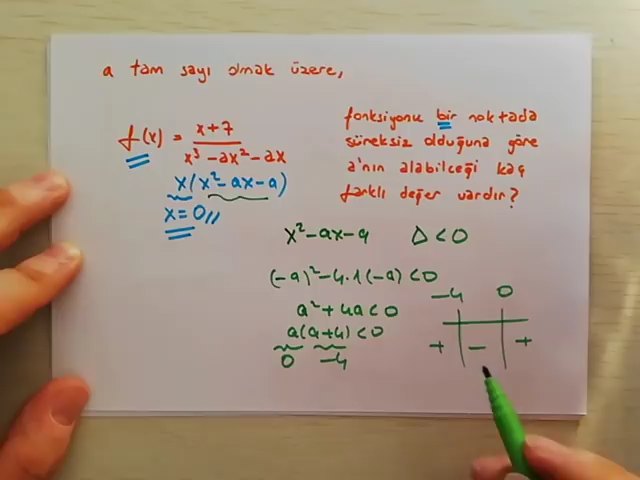 a tam sayı olmak üzere,
f(x) = x+7 / x³-ax²-ax
x(x²-ax-a)
x=0
fonksiyonu bir noktada
süreksiz olduğuna göre
a'nın alabileceği kaç
farklı değer vardır?
x²-ax-a Δ<0
(-a)²-4.1(-a)<0
a²+4a<0
a(a+4)<0
0 -4
-4 0
+ - +